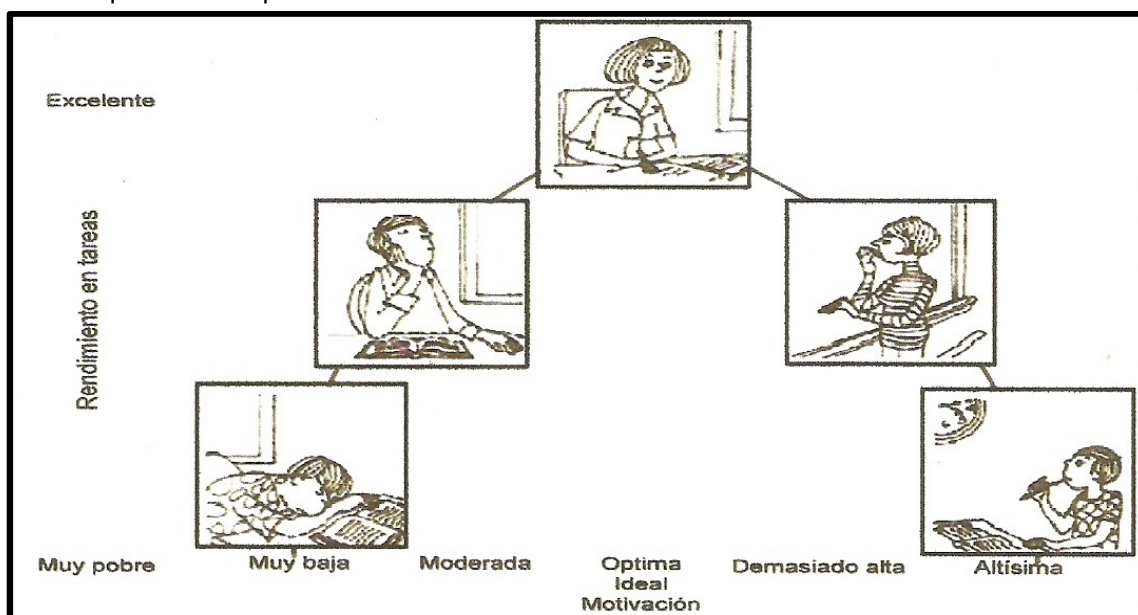 Excelente
Rendimiento en tareas
Muy pobre
Muy baja
Moderada
Optima
Ideal
Motivación
Demasiado alta
Altísima